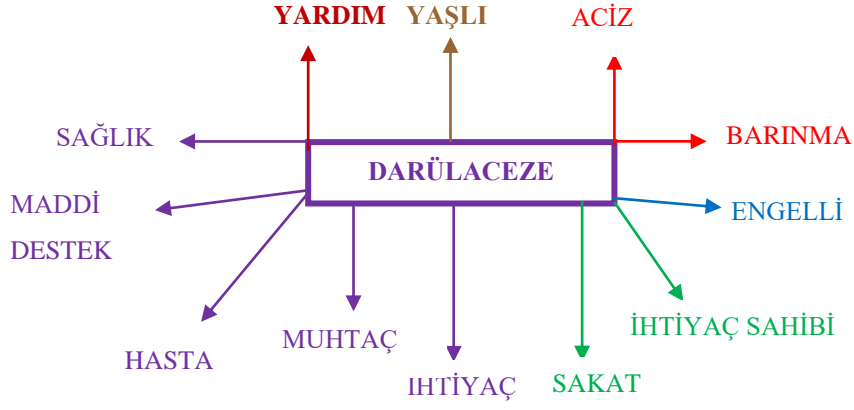 YARDIM
YAŞLI
ACİZ
SAĞLIK
BARINMA
DARÜLACEZE
MADDİ
DESTEK
ENGELLİ
İHTİYAÇ SAHİBİ
MUHTAÇ
HASTA
IHTİYAÇ
SAKAT